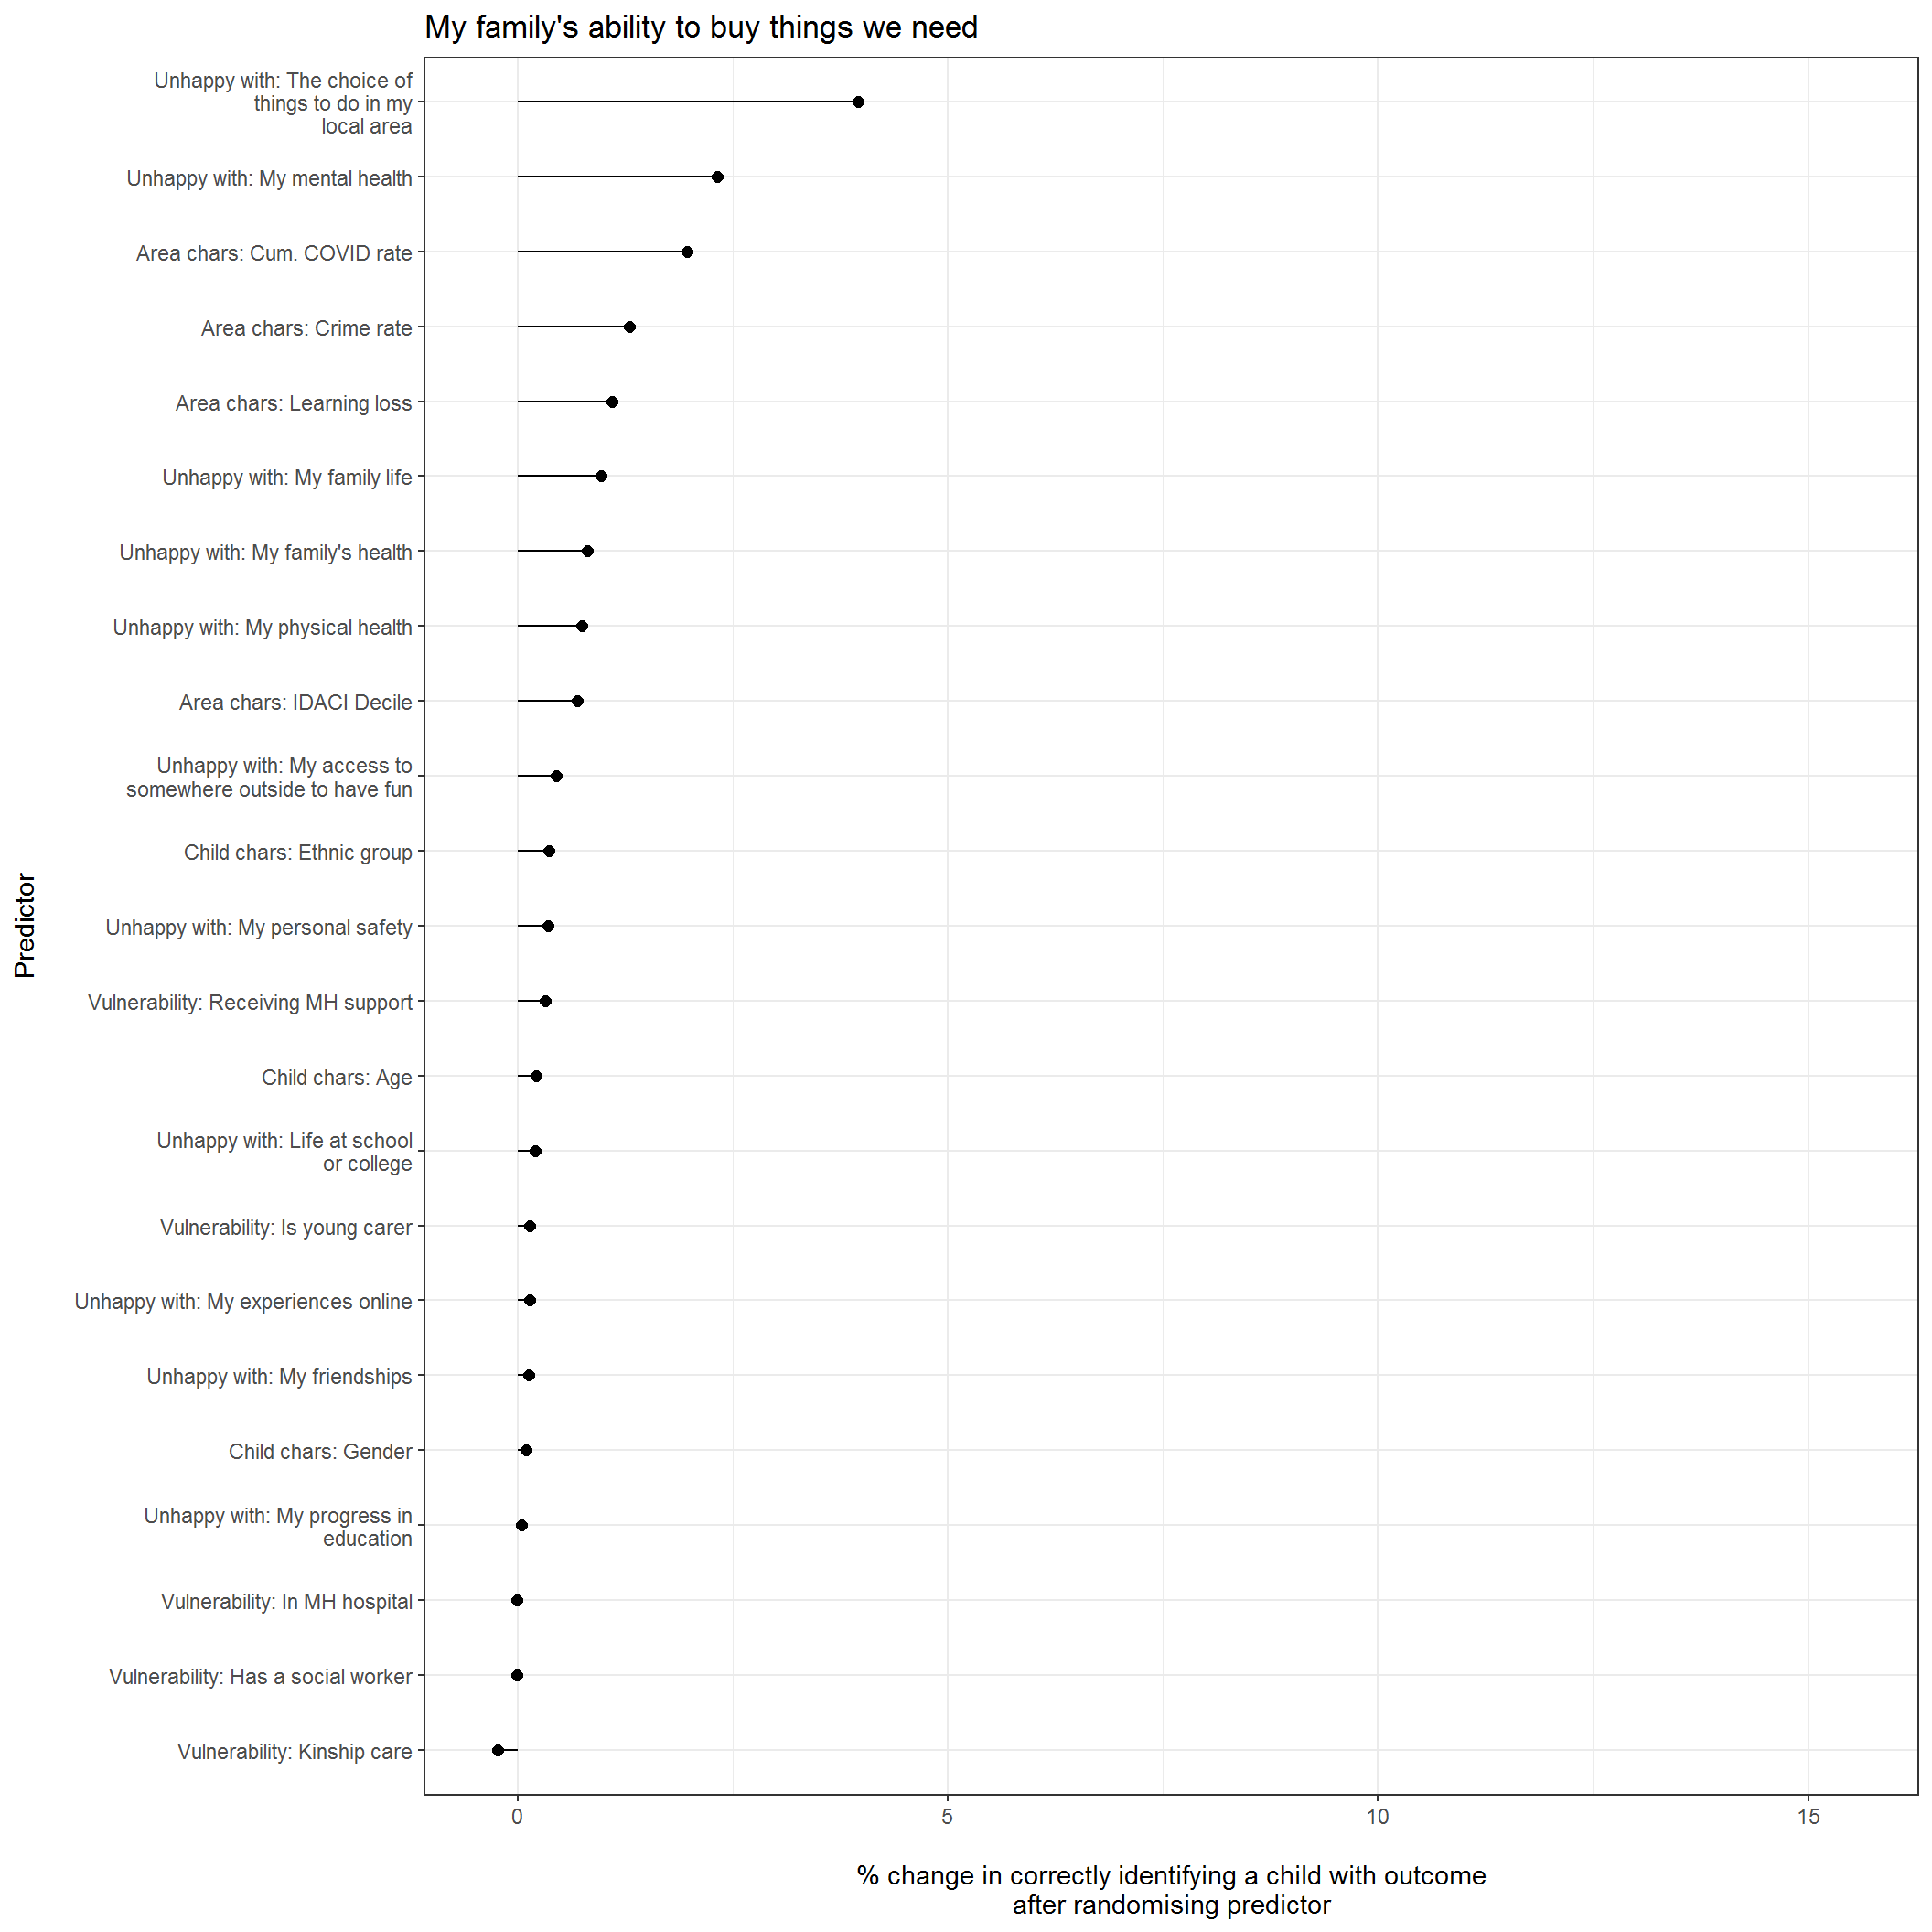 My family's ability to buy things we need
Unhappy with: The choice of
things to do in my
local area
Unhappy with: My mental health
Area chars: Cum. COVID rate
Area chars: Crime rate
Area chars: Learning loss
Unhappy with: My family life
Unhappy with: My family's health
Unhappy with: My physical health
Area chars: IDACI Decile
Unhappy with: My access to
somewhere outside to have fun
Child chars: Ethnic group
Unhappy with: My personal safety
Vulnerability: Receiving MH support
Child chars: Age
Unhappy with: Life at school
or college
Vulnerability: Is young carer
Unhappy with: My experiences online
Unhappy with: My friendships
Child chars: Gender
Unhappy with: My progress in
education
Vulnerability: In MH hospital
Vulnerability: Has a social worker
Vulnerability: Kinship care
Predictor
0 5 10 15
% change in correctly identifying a child with outcome
after randomising predictor